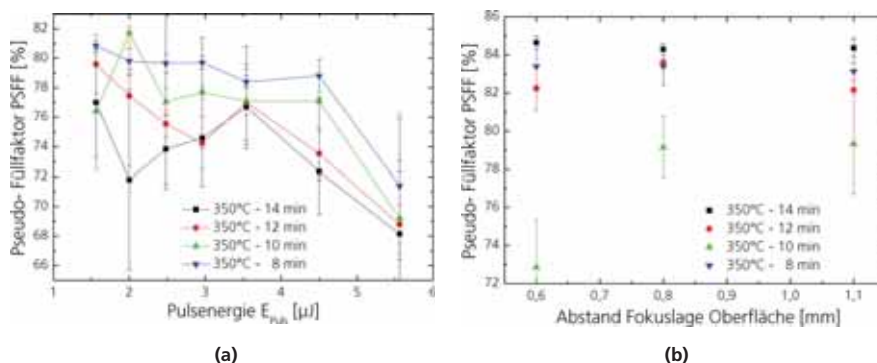 (a)
82
80
78
76
74
72
70
68
66
Pseudo- Füllfaktor PSFF [%]
350°C - 14 min
350°C - 12 min
350°C - 10 min
350°C - 8 min
1 2 3 4 5 6
Pulsenergie E_Puls [µJ]
(a)
b)
86
84
82
80
78
76
74
72
Pseudo- Füllfaktor PSFF [%]
350°C - 14 min
350°C - 12 min
350°C - 10 min
350°C - 8 min
0,6 0,7 0,8 0,9 1,0 1,1
Abstand Fokuslage Oberfläche [mm]
(b)